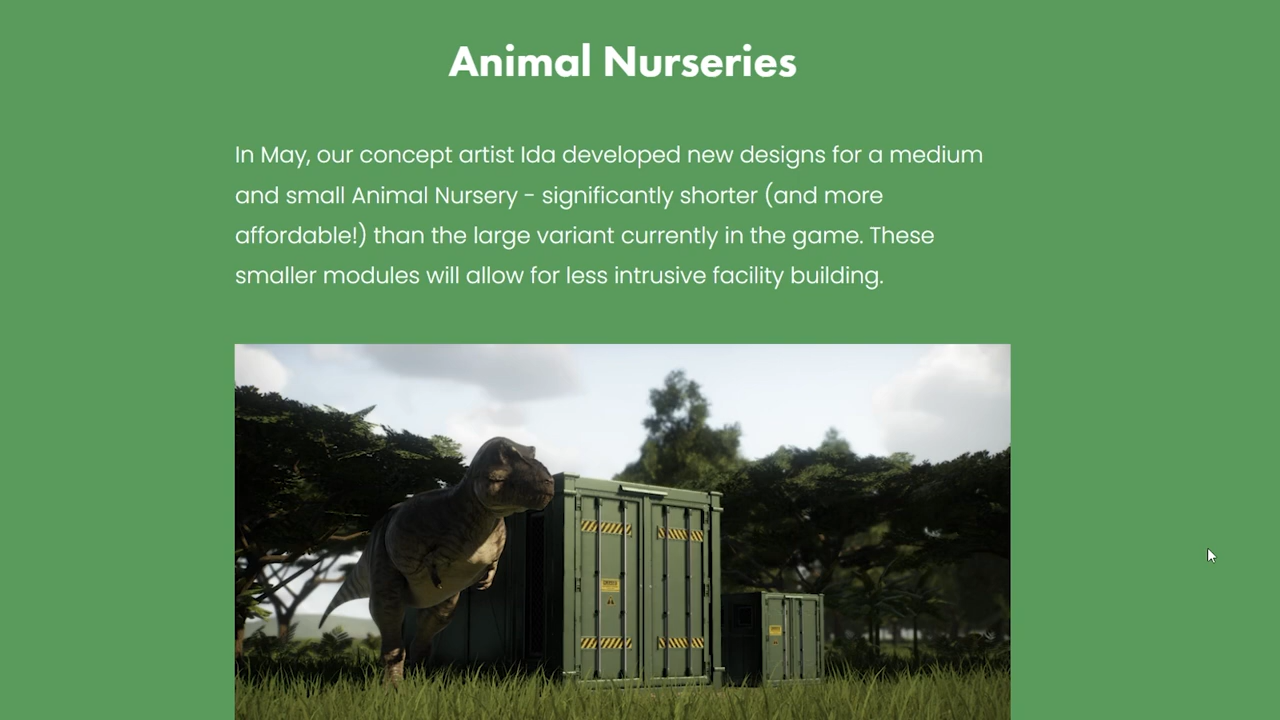 Animal Nurseries
In May, our concept artist Ida developed new designs for a medium
and small Animal Nursery - significantly shorter (and more
affordable!) than the large variant currently in the game. These
smaller modules will allow for less intrusive facility building.